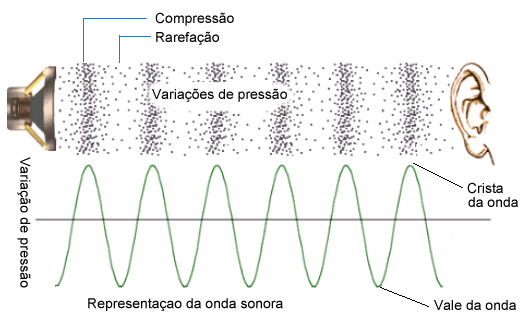 Compressão
Rarefação
Variações de pressão
Variação de pressão
Crista
da onda
Representaçao da onda sonora
Vale da onda